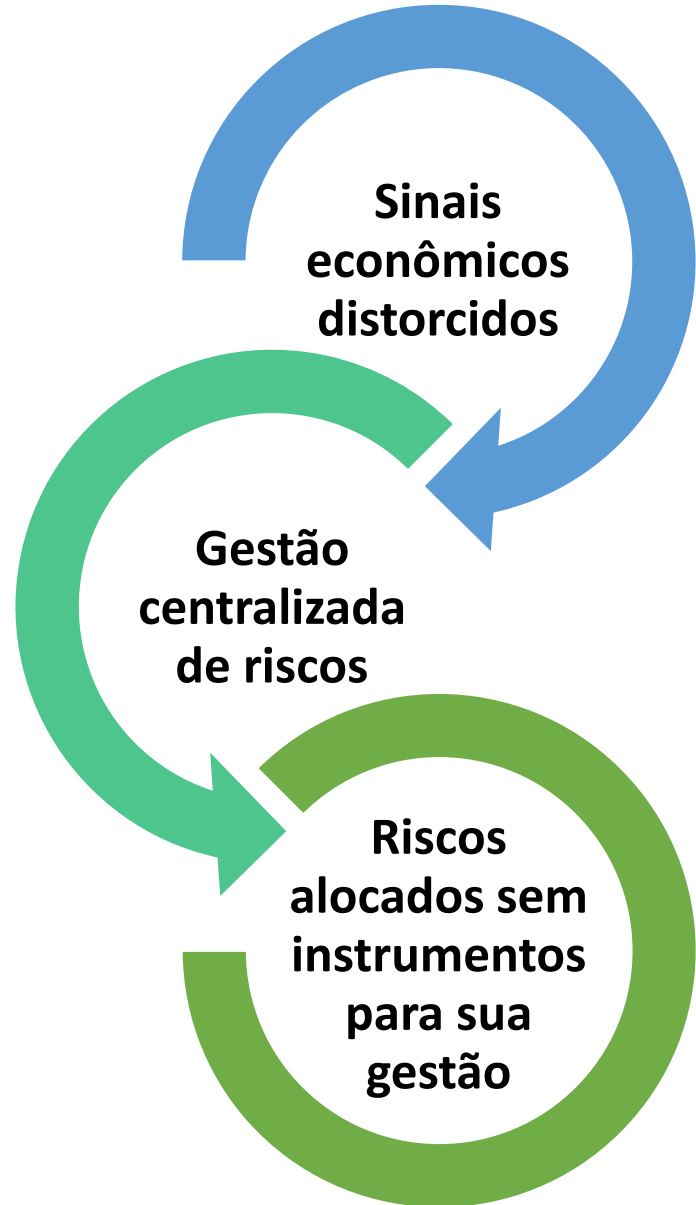 Sinais
econômicos
distorcidos
Gestão
centralizada
de riscos
Riscos
alocados sem
instrumentos
para sua
gestão